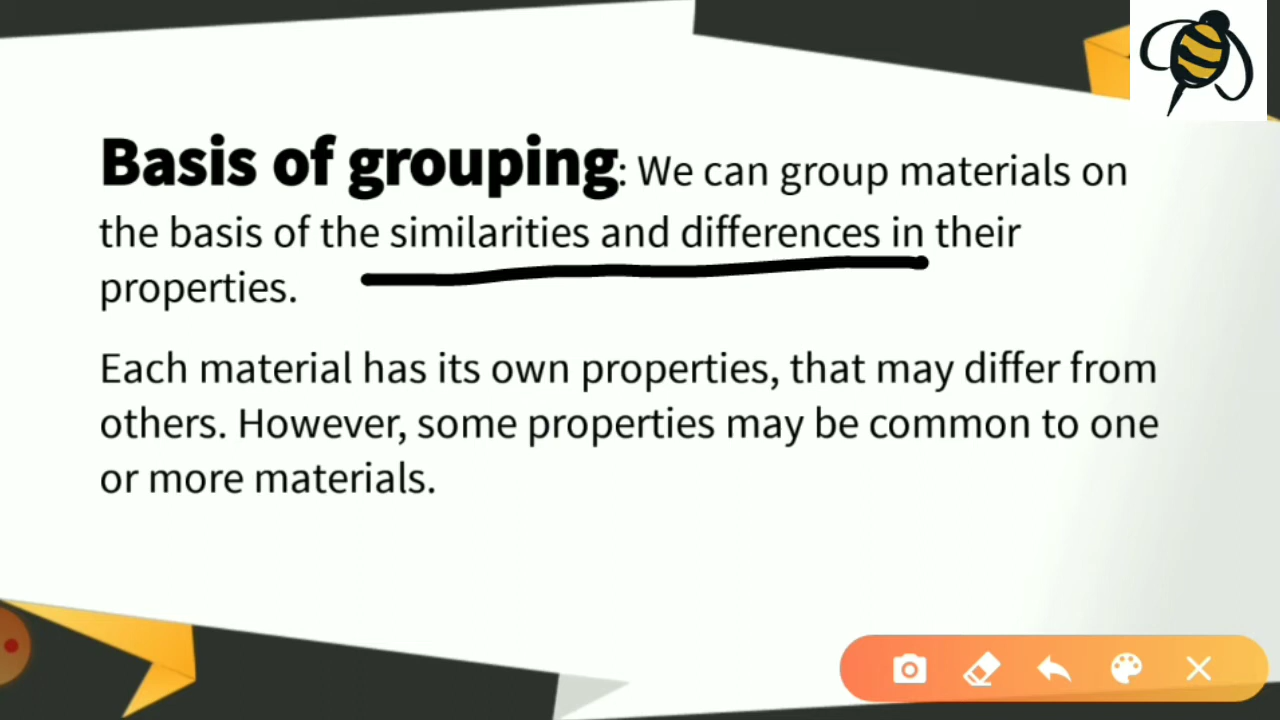 Basis of grouping: We can group materials on
the basis of the similarities and differences in their
properties.
Each material has its own properties, that may differ from
others. However, some properties may be common to one
or more materials.